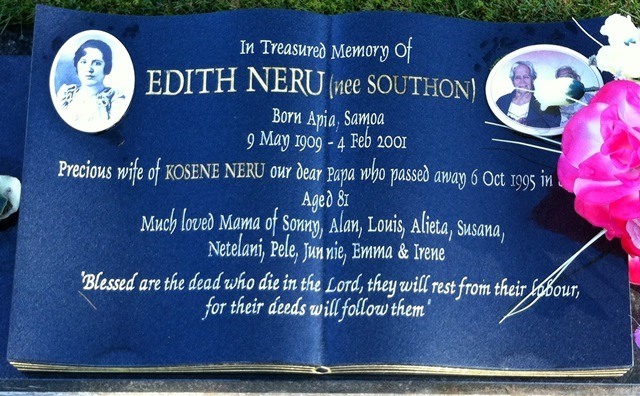 In Treasured Memory Of
EDITH NERU (nee SOUTHON)
Born Apia, Samoa
9 May 1909 - 4 Feb 2001
Precious wife of KOSENE NERU our dear Papa who passed away 6 Oct 1995 in
Aged 81
Much loved Mama of Sonny, Alan, Louis, Alieta, Susana,
Netelani, Pele, Junnie, Emma & Irene
"Blessed are the dead who die in the Lord, they will rest from their labour,
for their deeds will follow them"